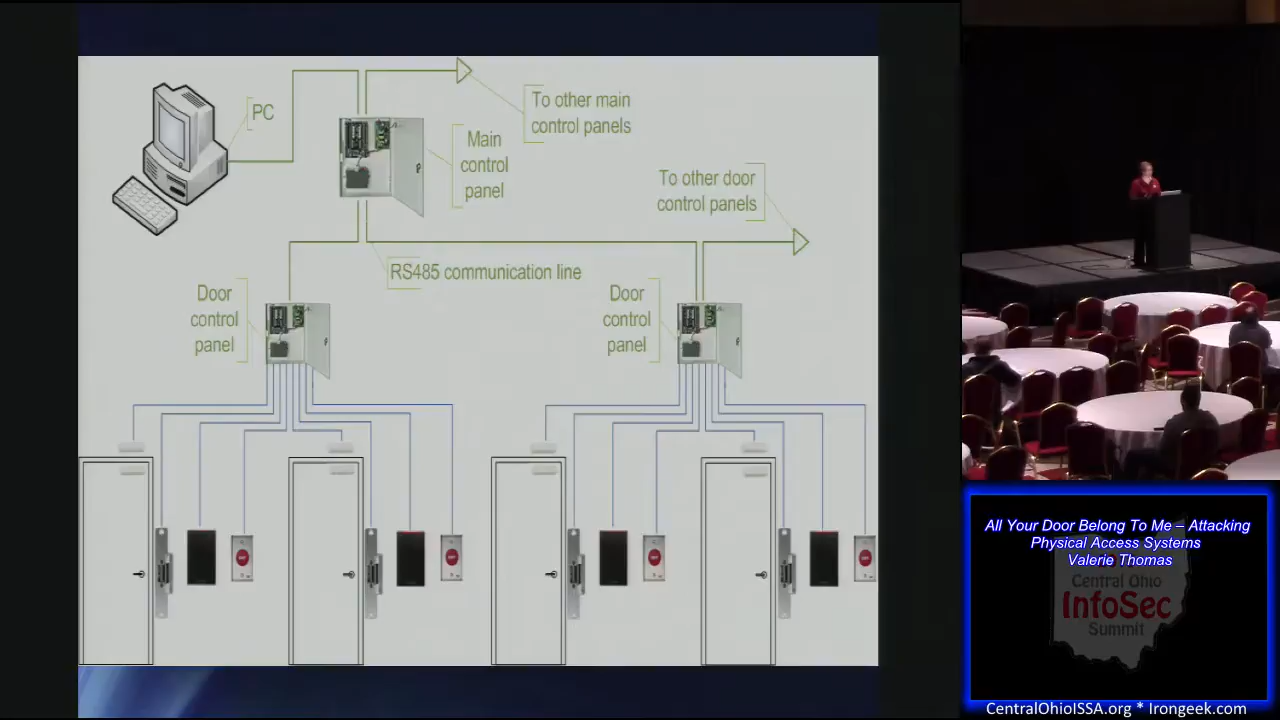 PC
To other main
control panels
Main
control
panel
To other door
control panels
RS485 communication line
Door
control
panel
Door
control
panel
All Your Door Belong To Me – Attacking
Physical Access Systems
Valerie Thomas
Central Ohio
InfoSec
Summit
CentralOhioISSA.org * Irongeek.com